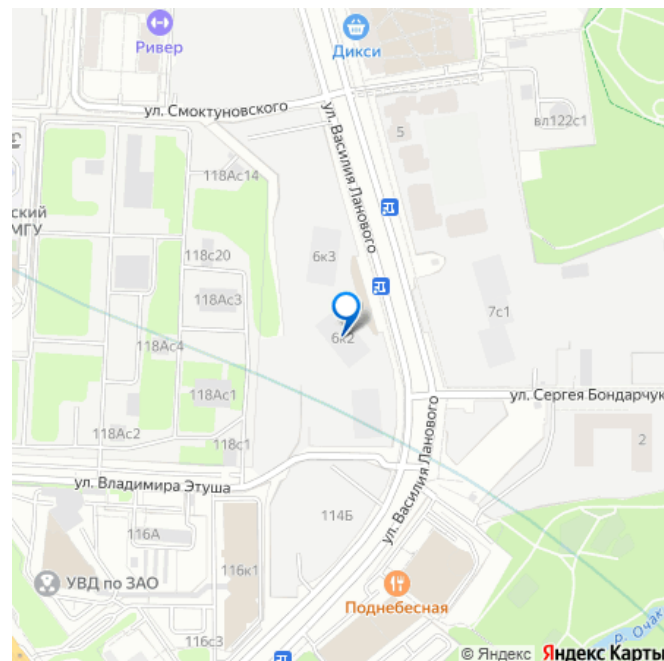 Ривер
Дикси
ул. Смоктуновского
ул. Василия Ланового
5
вл122с1
118Ас14
ский
МГУ
118с20
6к3
118Ас3
7с1
6к2
118Ас4
118Ас1
ул. Сергея Бондарчук
118Ас2
118с1
2
ул. Владимира Этуша
ул. Василия Ланового
114Б
116А
116к1
УВД по ЗАО
Поднебесная
116с3
р. Очак
© Яндекс Яндекс Карты